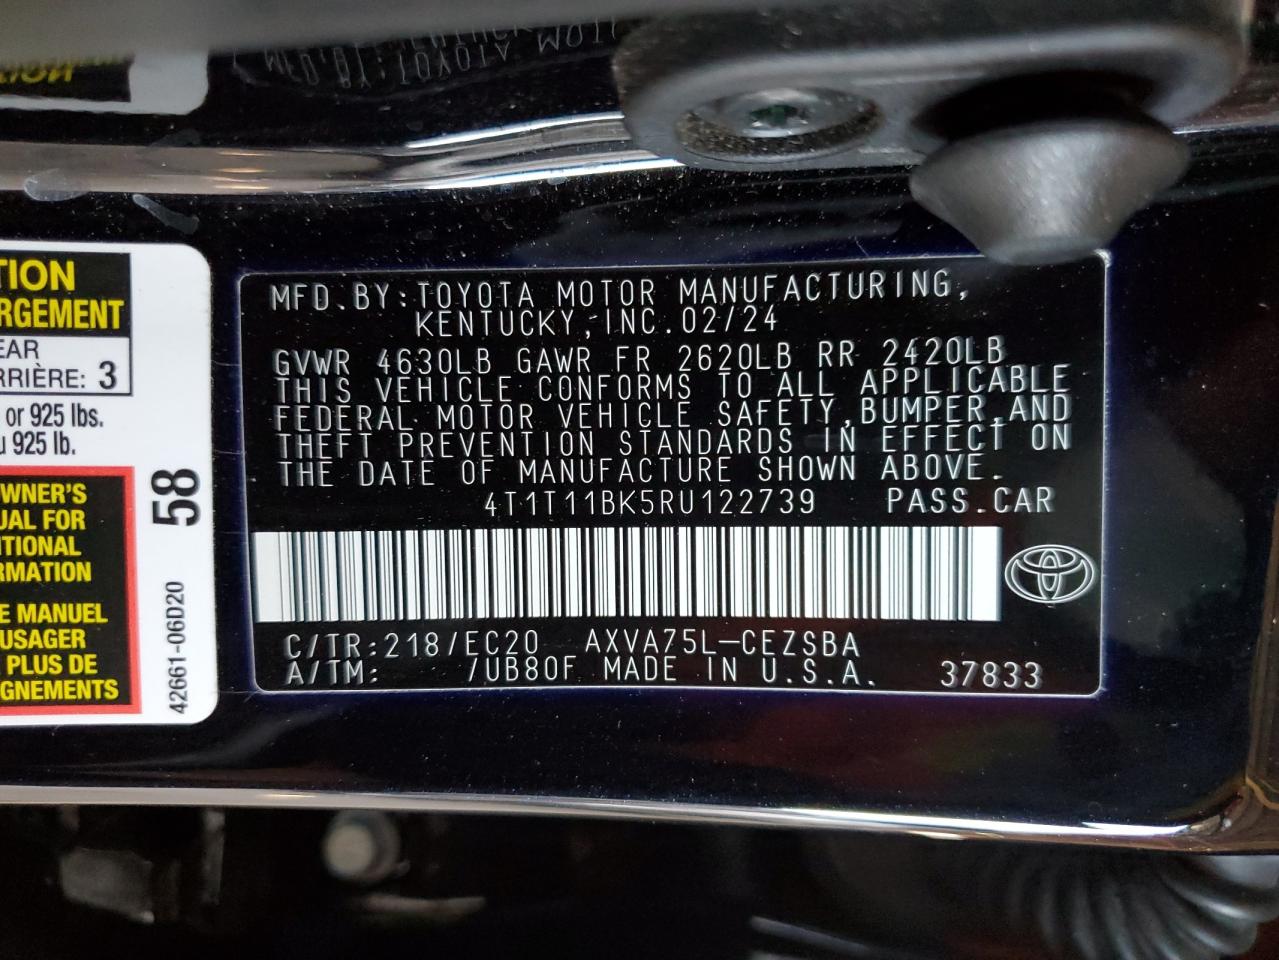 TION
RGEMENT
EAR
RRIÈRE: 3
or 925 lbs.
u 925 lb.
WNER'S
UAL FOR
ITIONAL
RMATION
E MANUEL
USAGER
PLUS DE
GNEMENTS
58
42661-06D20
MFD.BY:TOYOTA MOTOR MANUFACTURING,
KENTUCKY,INC.02/24
GVWR 4630LB GAWR FR 2620LB RR 2420LB
THIS VEHICLE CONFORMS TO ALL APPLICABLE
FEDERAL MOTOR VEHICLE SAFETY,BUMPER,AND
THEFT PREVENTION STANDARDS IN EFFECT ON
THE DATE OF MANUFACTURE SHOWN ABOVE.
4T1T11BK5RU122739 PASS.CAR
C/TR:218/EC20 AXVA75L-CEZSBA
A/TM: /UB80F MADE IN U.S.A. 37833